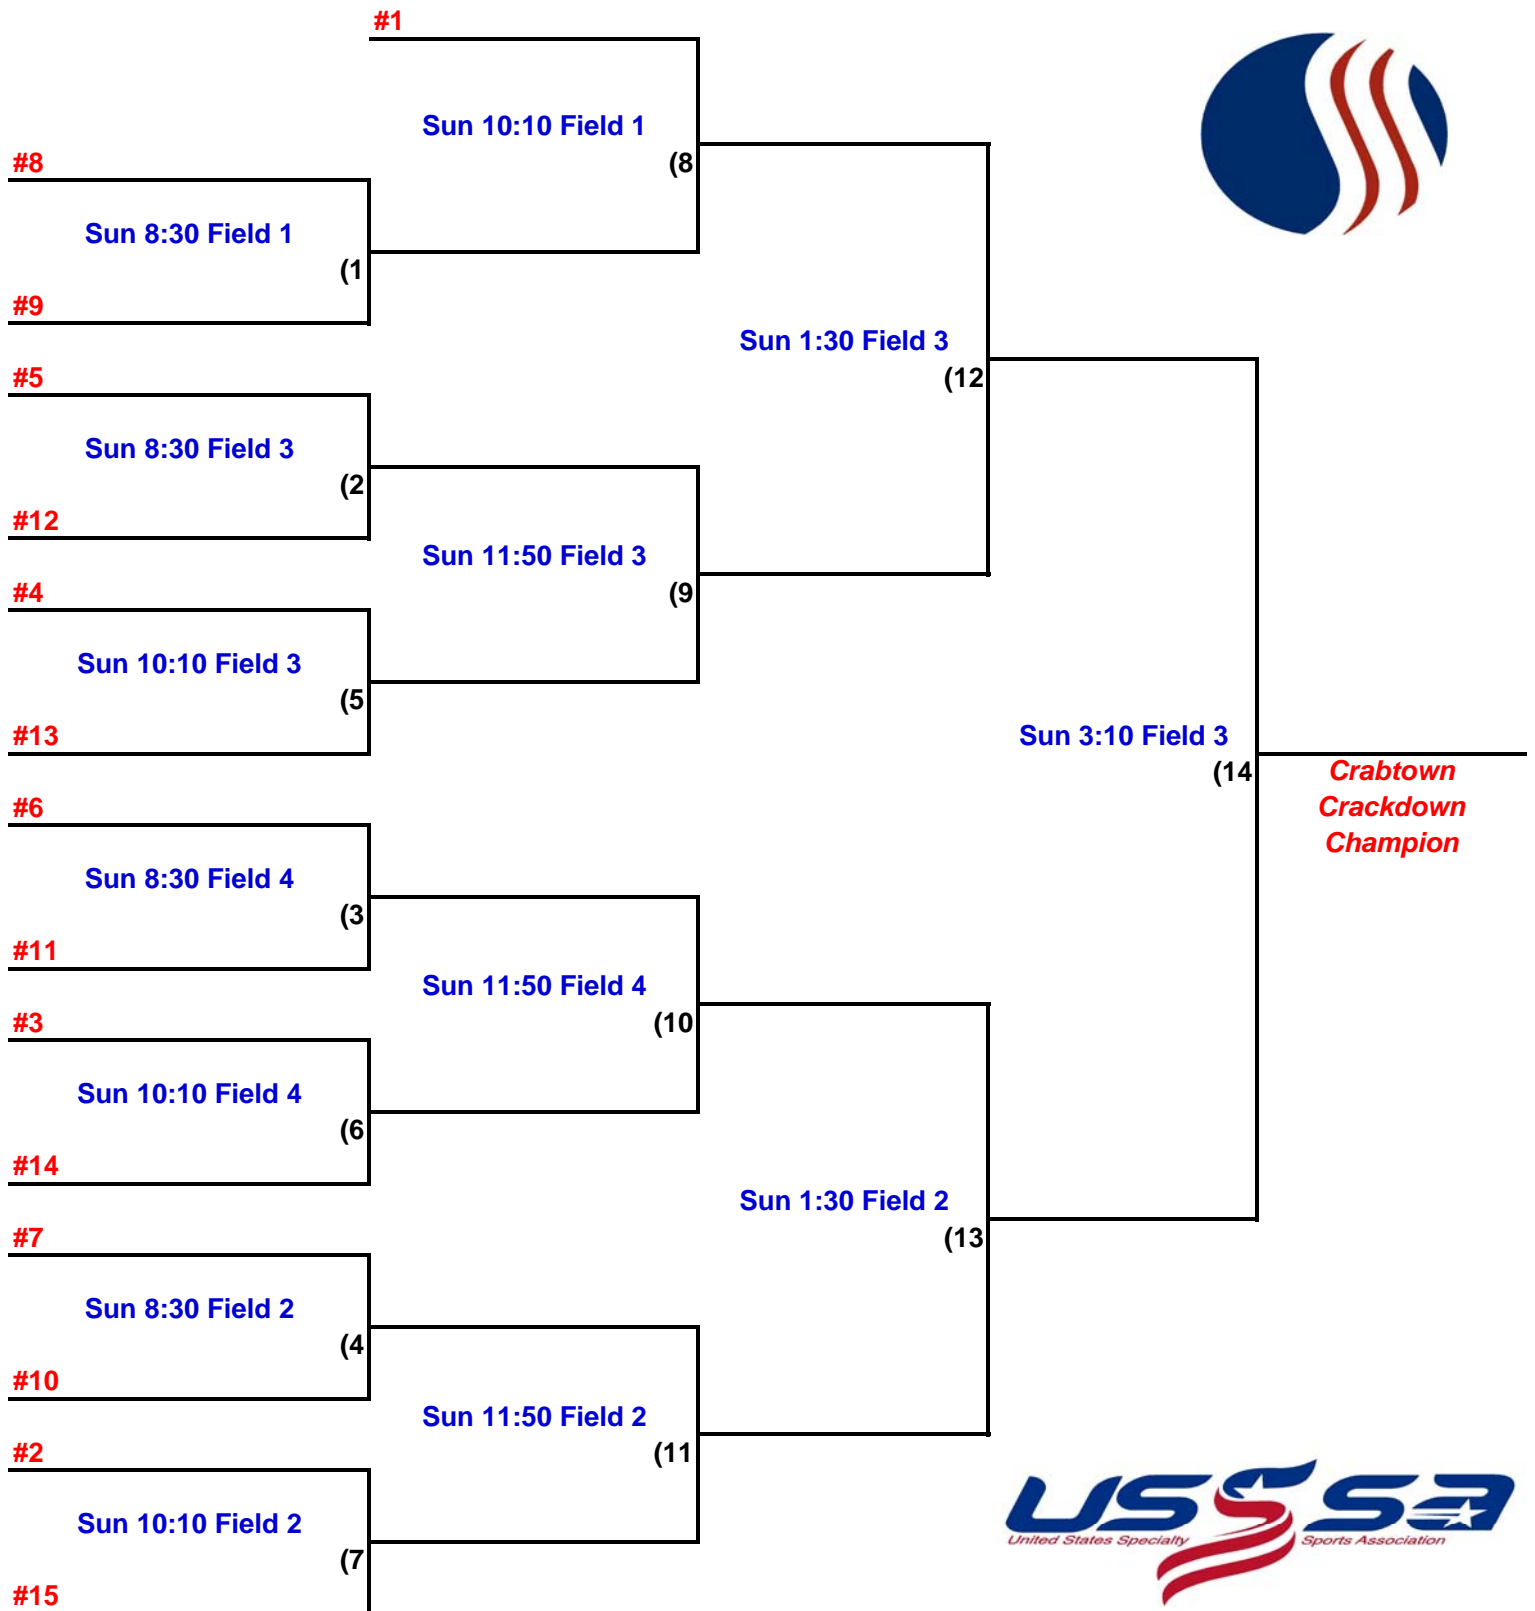 #1
Sun 10:10 Field 1
(8
#8
Sun 8:30 Field 1
(1
#9
Sun 1:30 Field 3
(12
#5
Sun 8:30 Field 3
(2
#12
Sun 11:50 Field 3
(9
#4
Sun 10:10 Field 3
(5
#13
Sun 3:10 Field 3
(14
Crabtown
Crackdown
Champion
#6
Sun 8:30 Field 4
(3
#11
Sun 11:50 Field 4
(10
#3
Sun 10:10 Field 4
(6
#14
Sun 1:30 Field 2
(13
#7
Sun 8:30 Field 2
(4
#10
Sun 11:50 Field 2
(11
#2
Sun 10:10 Field 2
(7
#15
USSSA
United States Specialty Sports Association